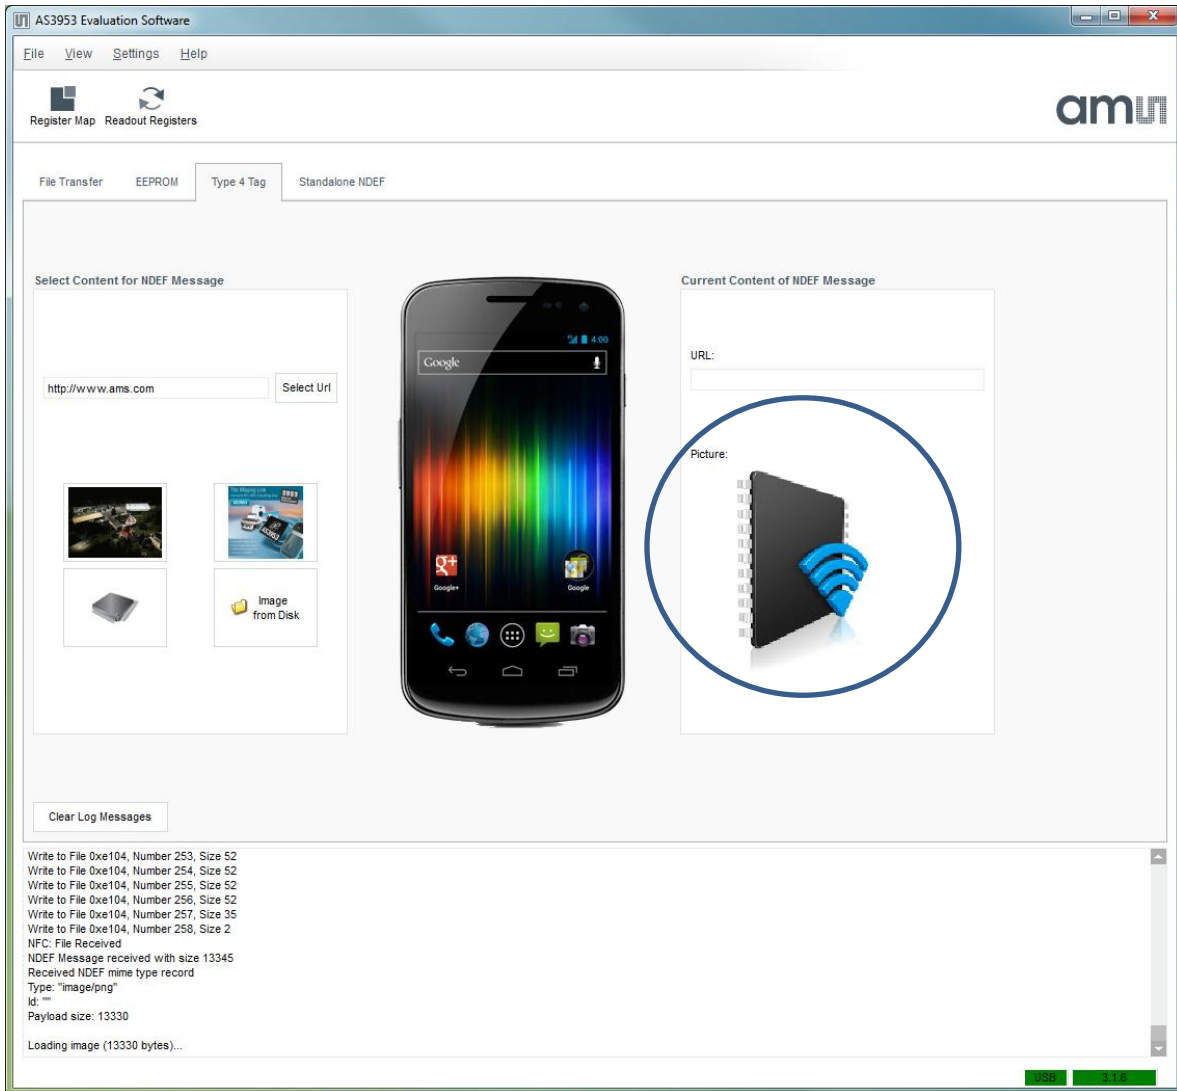 AS3953 Evaluation Software
File View Settings Help
Register Map Readout Registers
am
File Transfer EEPROM Type 4 Tag Standalone NDEF
Select Content for NDEF Message
http://www.ams.com Select Url
The Missing Link
AS3953
Image
from Disk
4:00
Google
Google+ Google
Current Content of NDEF Message
URL:
Picture:
Clear Log Messages
Write to File 0xe104, Number 253, Size 52
Write to File 0xe104, Number 254, Size 52
Write to File 0xe104, Number 255, Size 52
Write to File 0xe104, Number 256, Size 52
Write to File 0xe104, Number 257, Size 35
Write to File 0xe104, Number 258, Size 2
NFC: File Received
NDEF Message received with size 13345
Received NDEF mime type record
Type: "image/png"
Id: ""
Payload size: 13330
Loading image (13330 bytes)...
USB 3.1.6